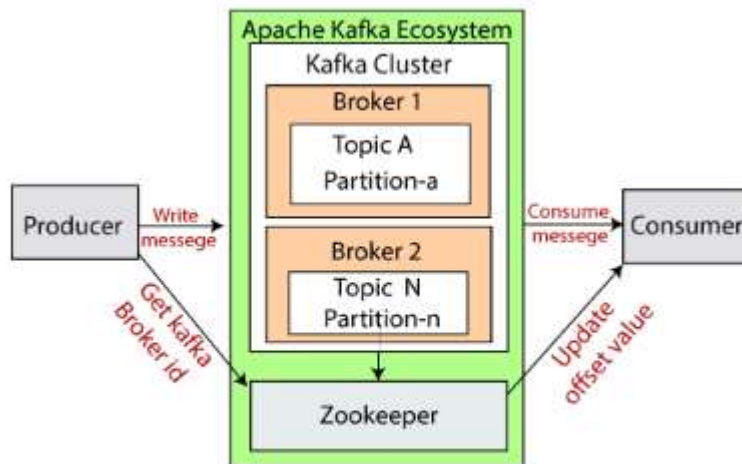 Apache Kafka Ecosystem
Kafka Cluster
Broker 1
Topic A
Partition-a
Producer
Write
messege
Consume
messege
Consumer
Broker 2
Topic N
Partition-n
Get kafka
Broker id
Update
offset value
Zookeeper